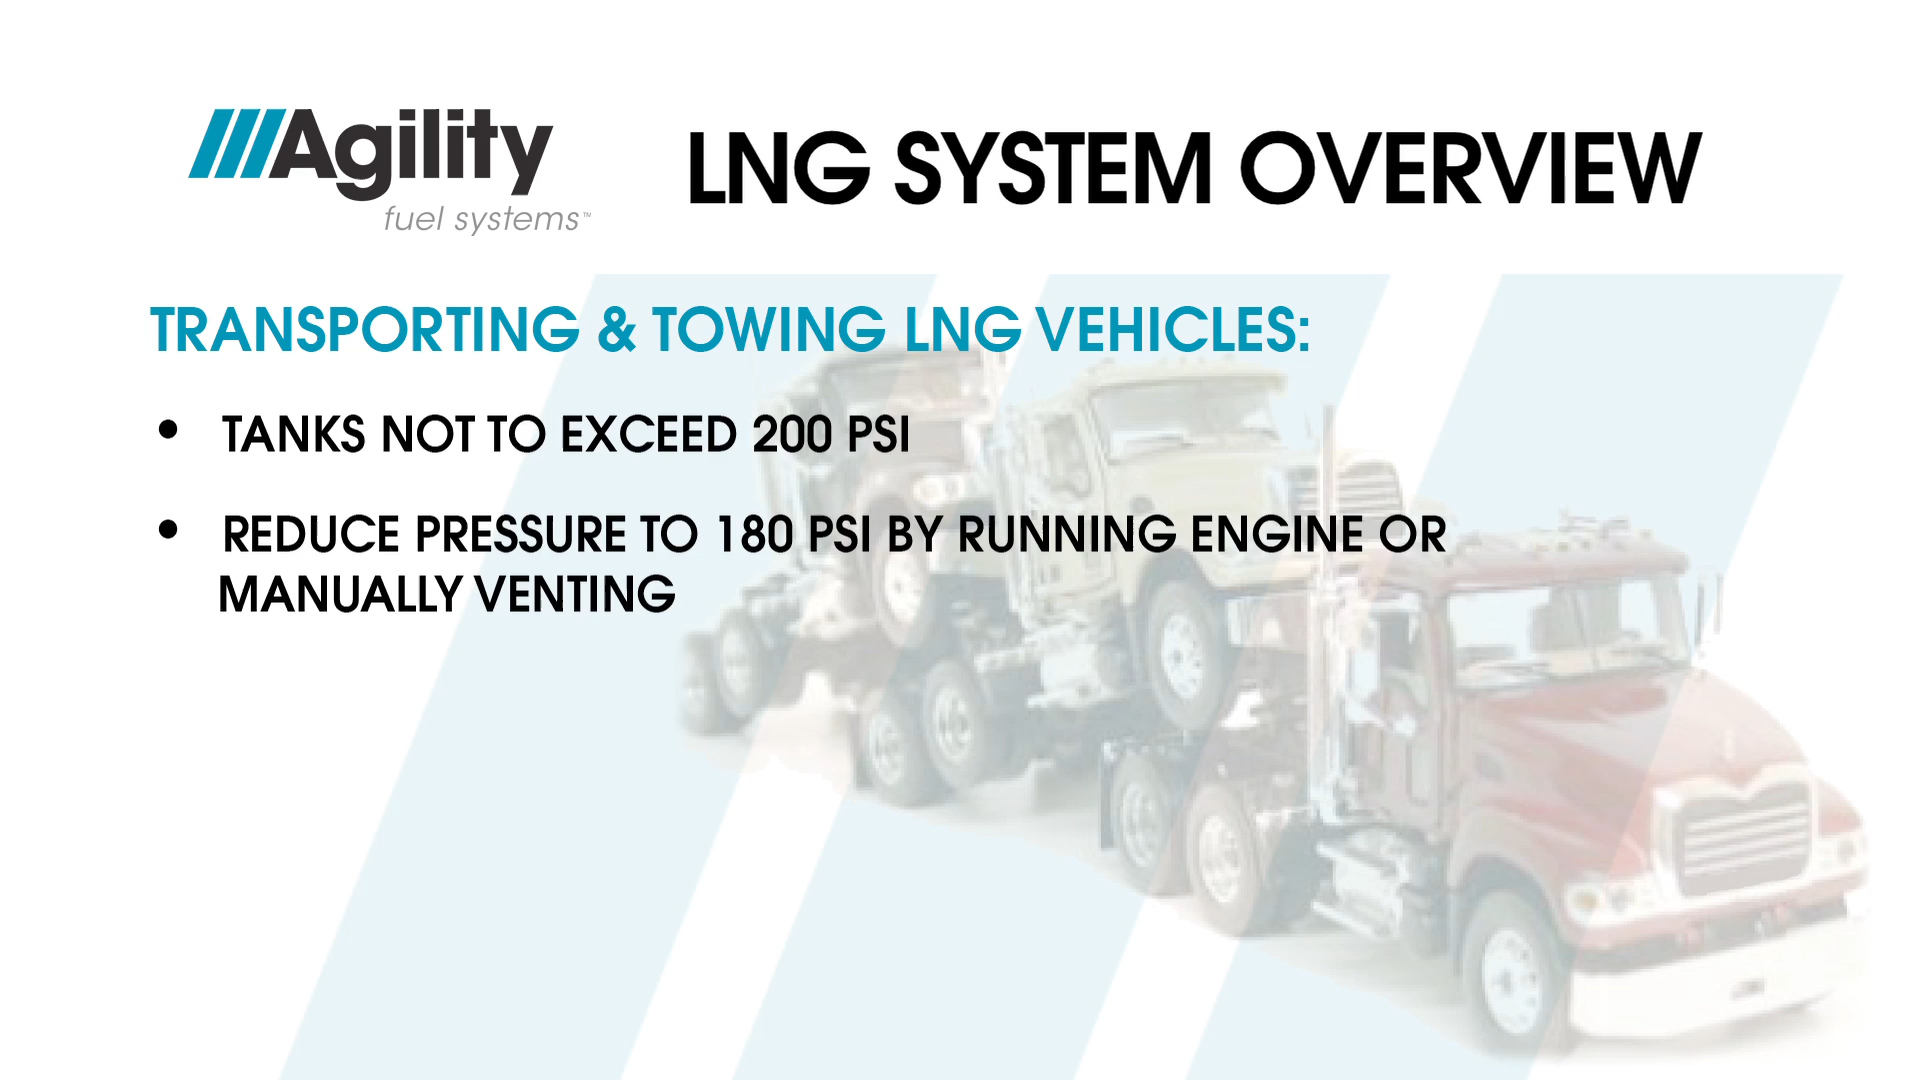 Agility
fuel systems™
LNG SYSTEM OVERVIEW
TRANSPORTING & TOWING LNG VEHICLES:
• TANKS NOT TO EXCEED 200 PSI
• REDUCE PRESSURE TO 180 PSI BY RUNNING ENGINE OR
MANUALLY VENTING